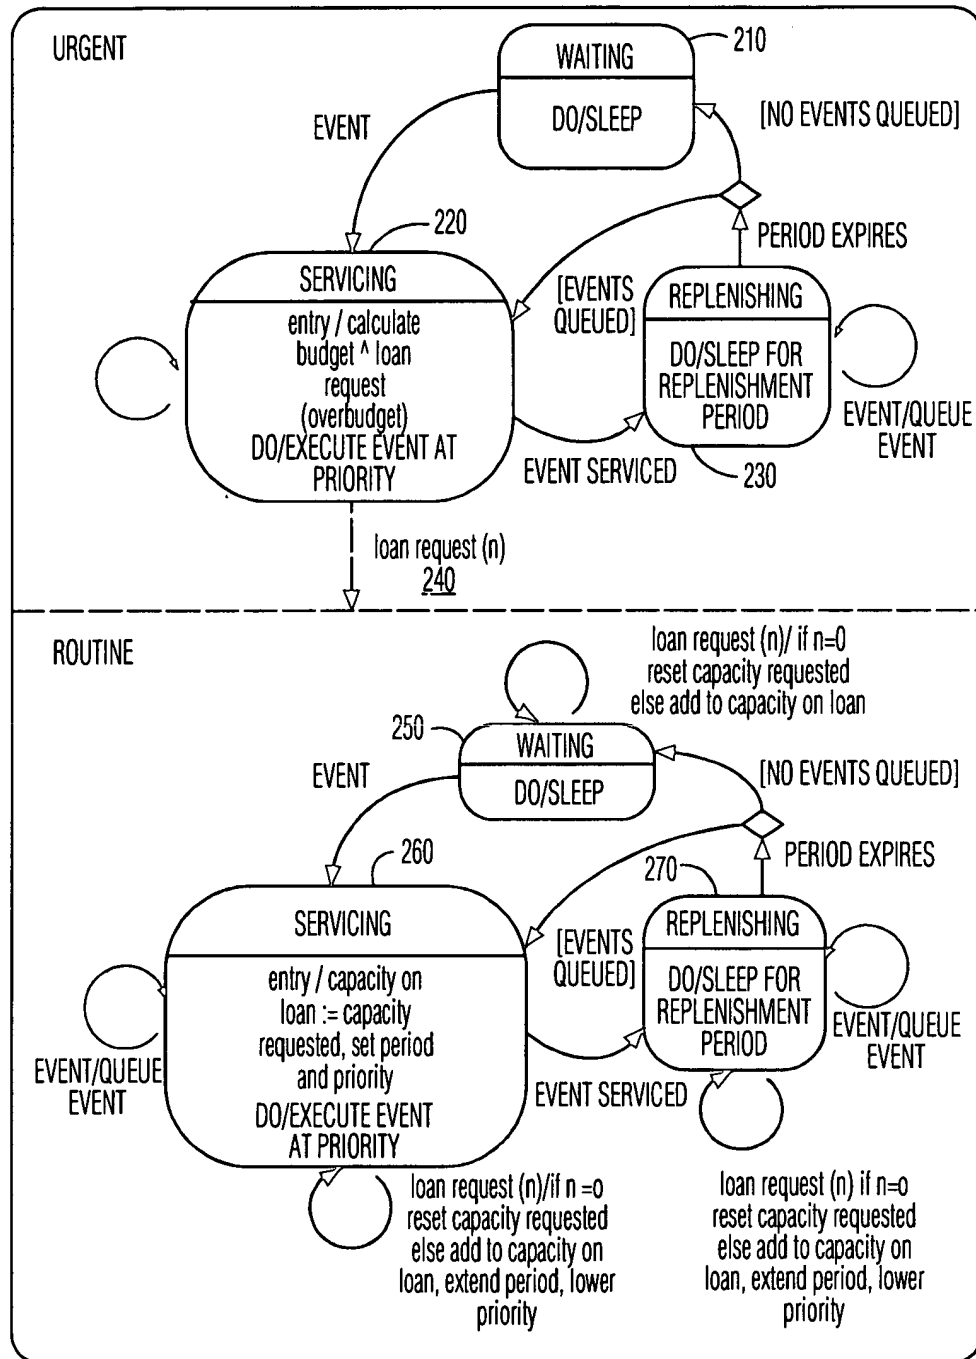 URGENT
210
WAITING
DO/SLEEP
EVENT
[NO EVENTS QUEUED]
220
PERIOD EXPIRES
SERVICING
entry / calculate
budget ^ loan
request
(overbudget)
DO/EXECUTE EVENT AT
PRIORITY
[EVENTS
QUEUED]
REPLENISHING
DO/SLEEP FOR
REPLENISHMENT
PERIOD
EVENT/QUEUE
EVENT
EVENT SERVICED
230
loan request (n)
240
ROUTINE
loan request (n)/ if n=0
reset capacity requested
else add to capacity on loan
250
WAITING
DO/SLEEP
EVENT
[NO EVENTS QUEUED]
260
PERIOD EXPIRES
270
SERVICING
entry / capacity on
loan := capacity
requested, set period
and priority
DO/EXECUTE EVENT
AT PRIORITY
[EVENTS
QUEUED]
REPLENISHING
DO/SLEEP FOR
REPLENISHMENT
PERIOD
EVENT/QUEUE
EVENT
EVENT/QUEUE
EVENT
EVENT SERVICED
loan request (n)/if n =o
reset capacity requested
else add to capacity on
loan, extend period, lower
priority
loan request (n) if n=o
reset capacity requested
else add to capacity on
loan, extend period, lower
priority